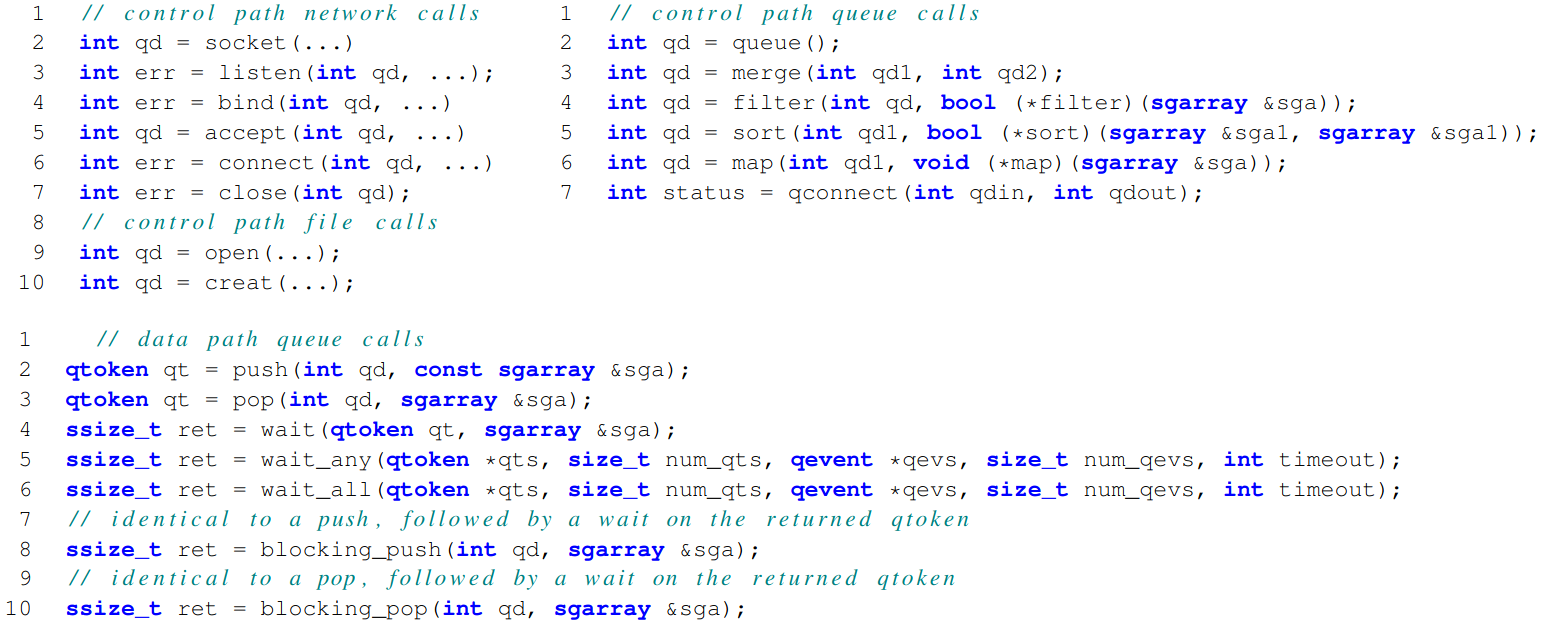 1 // control path network calls
2 int qd = socket(...)
3 int err = listen(int qd, ...);
4 int err = bind(int qd, ...)
5 int qd = accept(int qd, ...)
6 int err = connect(int qd, ...)
7 int err = close(int qd);
8 // control path file calls
9 int qd = open(...);
10 int qd = creat(...);
1 // control path queue calls
2 int qd = queue();
3 int qd = merge(int qd1, int qd2);
4 int qd = filter(int qd, bool (*filter)(sgarray &sga));
5 int qd = sort(int qd1, bool (*sort)(sgarray &sga1, sgarray &sga1));
6 int qd = map(int qd1, void (*map)(sgarray &sga));
7 int status = qconnect(int qdin, int qdout);
1 // data path queue calls
2 qtoken qt = push(int qd, const sgarray &sga);
3 qtoken qt = pop(int qd, sgarray &sga);
4 ssize_t ret = wait(qtoken qt, sgarray &sga);
5 ssize_t ret = wait_any(qtoken *qts, size_t num_qts, qevent *qevs, size_t num_qevs, int timeout);
6 ssize_t ret = wait_all(qtoken *qts, size_t num_qts, qevent *qevs, size_t num_qevs, int timeout);
7 // identical to a push, followed by a wait on the returned qtoken
8 ssize_t ret = blocking_push(int qd, sgarray &sga);
9 // identical to a pop, followed by a wait on the returned qtoken
10 ssize_t ret = blocking_pop(int qd, sgarray &sga);